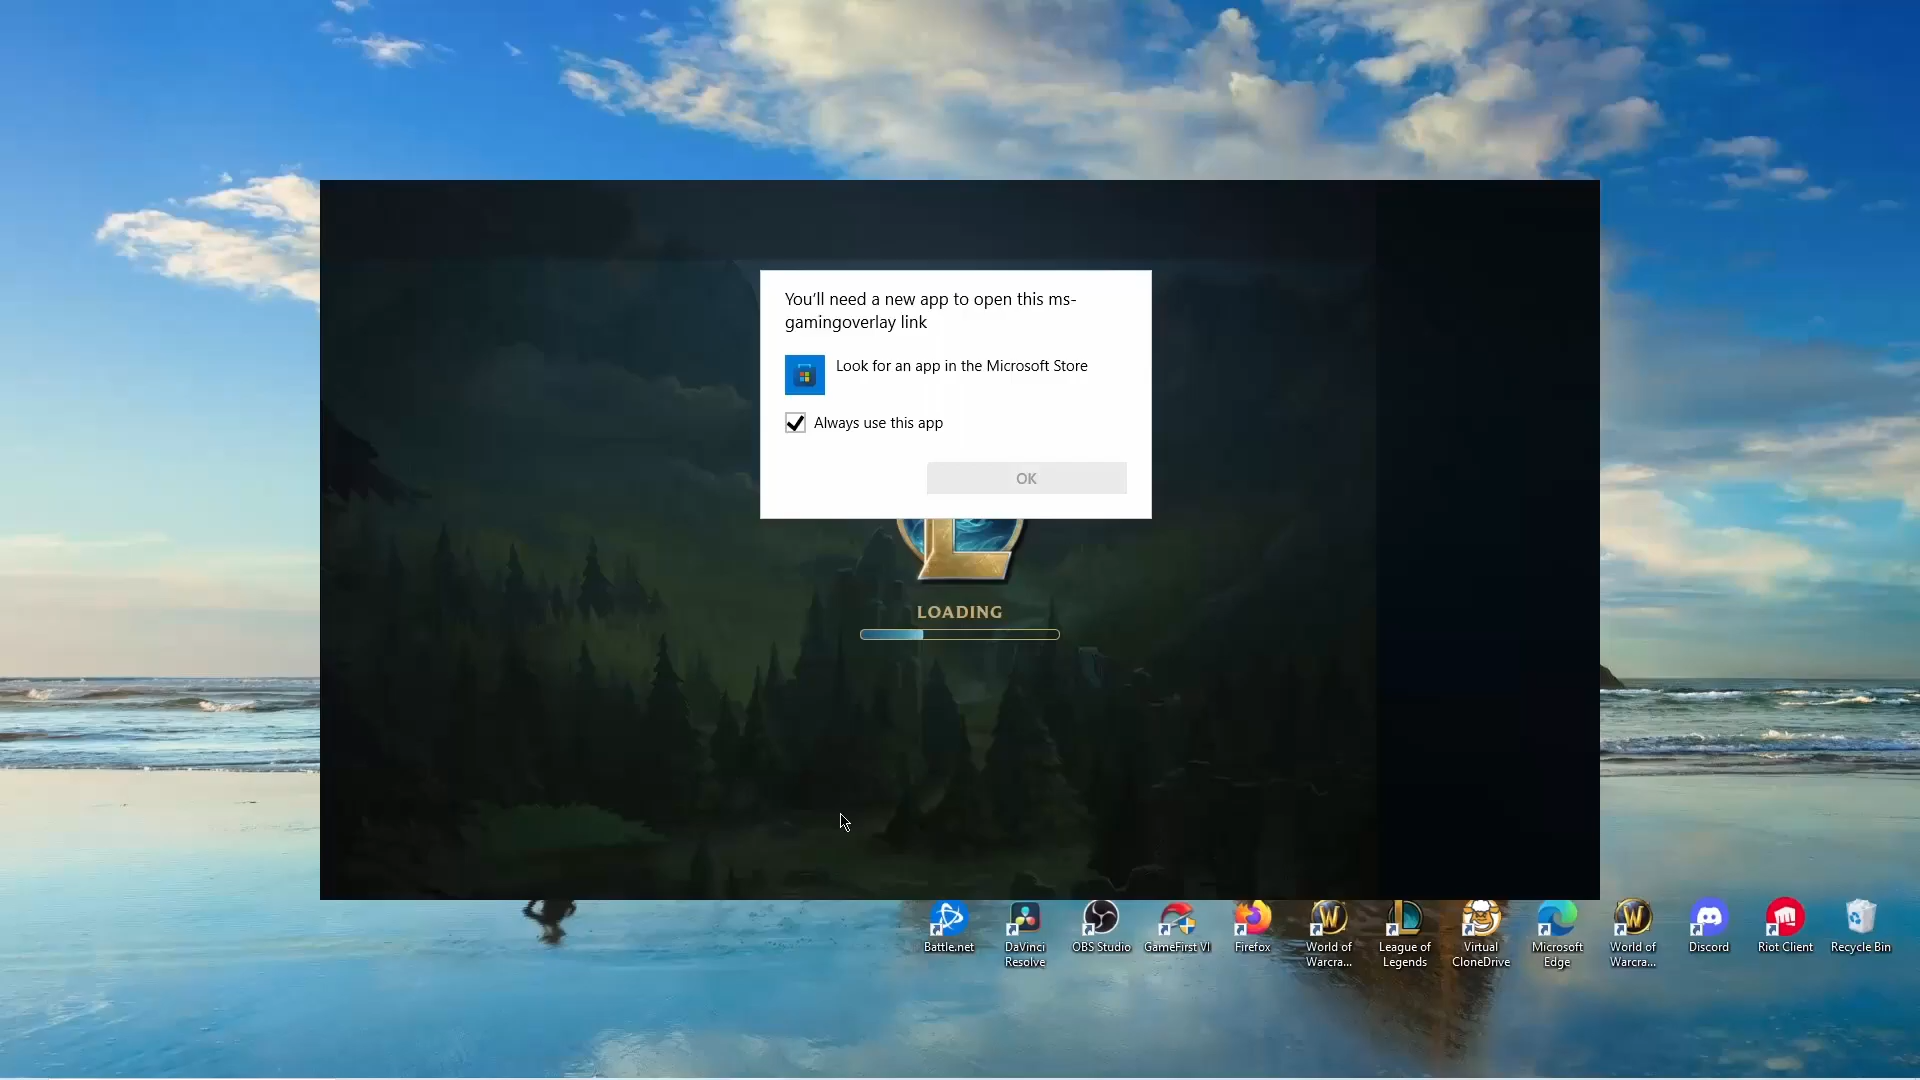 You'll need a new app to open this ms-
gamingoverlay link
Look for an app in the Microsoft Store
Always use this app
OK
LOADING
Battle.net
DaVinci
Resolve
OBS Studio
GameFirst VI
Firefox
World of
Warcra...
League of
Legends
Virtual
CloneDrive
Microsoft
Edge
World of
Warcra...
Discord
Riot Client
Recycle Bin